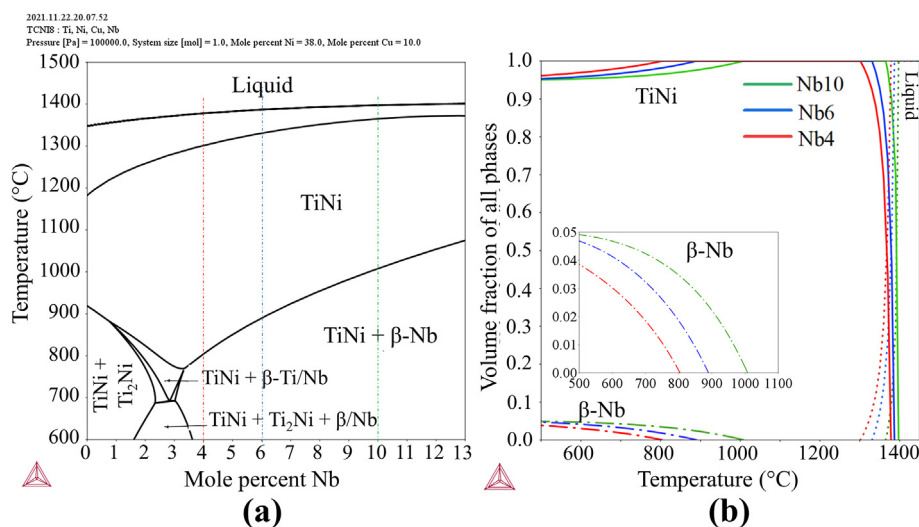 2021.11.22.20.07.52
TCNI8 : Ti, Ni, Cu, Nb
Pressure [Pa] = 100000.0, System size [mol] = 1.0, Mole percent Ni = 38.0, Mole percent Cu = 10.0
1500
1400
1300
1200
1100
1000
900
800
700
600
Temperature (°C)
Liquid
TiNi
TiNi + β-Nb
TiNi +
Ti₂Ni
TiNi + β-Ti/Nb
TiNi + Ti₂Ni + β/Nb
0 1 2 3 4 5 6 7 8 9 10 11 12 13
Mole percent Nb
(a)
1.0
0.9
0.8
0.7
0.6
0.5
0.4
0.3
0.2
0.1
0.0
Volume fraction of all phases
TiNi
Nb10
Nb6
Nb4
Liquid
0.05
0.04
0.03
0.02
0.01
0.00
β-Nb
500 600 700 800 900 1000 1100
β-Nb
600 800 1000 1200 1400
Temperature (°C)
(b)